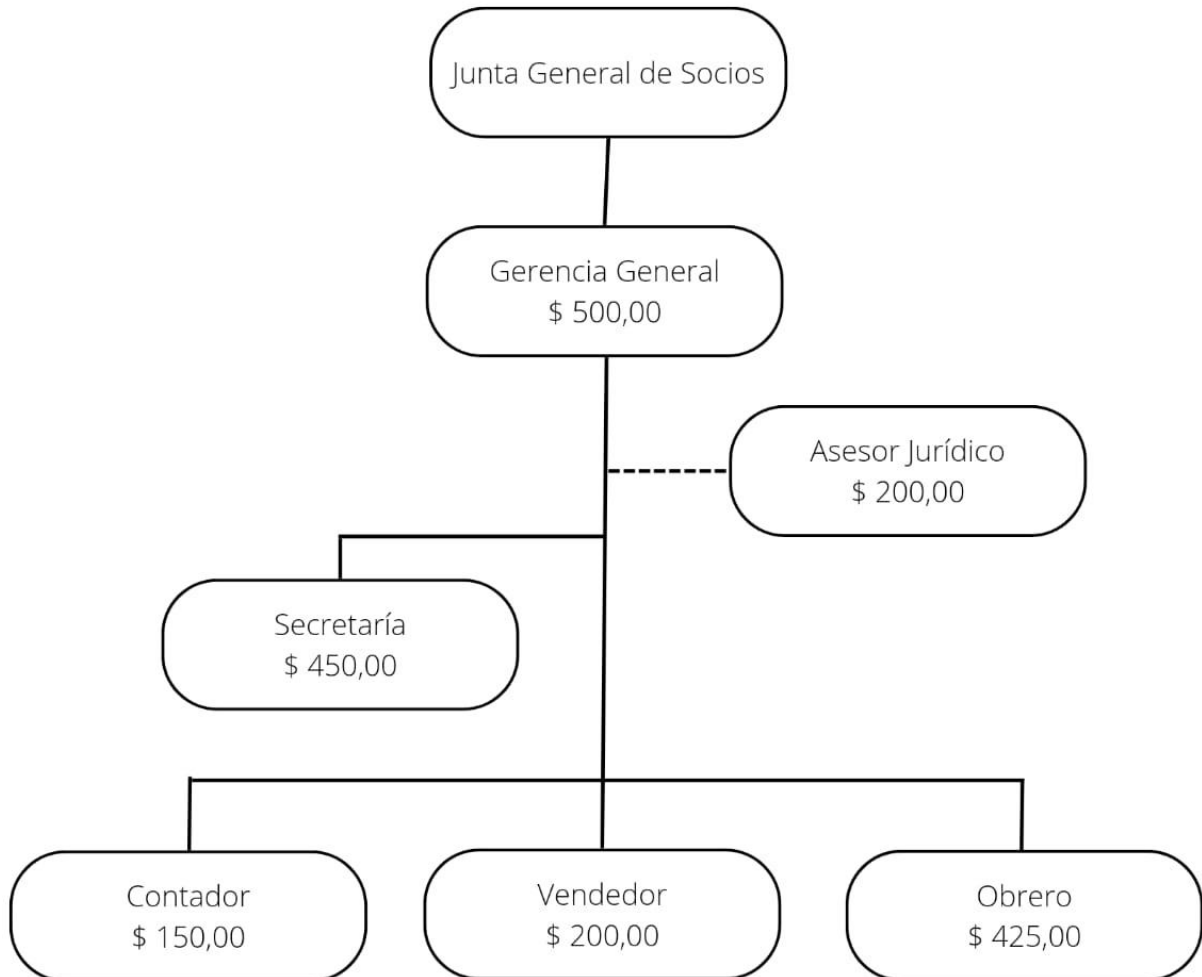 Junta General de Socios
Gerencia General
$ 500,00
Asesor Jurídico
$ 200,00
Secretaría
$ 450,00
Contador
$ 150,00
Vendedor
$ 200,00
Obrero
$ 425,00